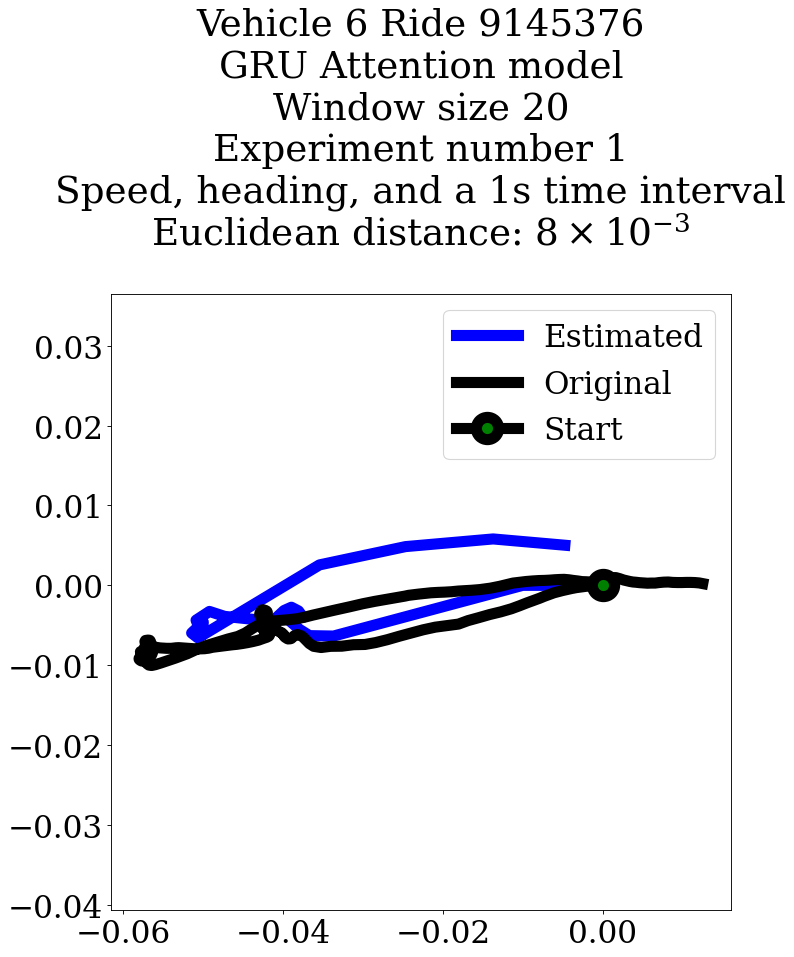 Vehicle 6 Ride 9145376
GRU Attention model
Window size 20
Experiment number 1
Speed, heading, and a 1s time interval
Euclidean distance: 8 × 10⁻³
Estimated
Original
Start
0.03
0.02
0.01
0.00
−0.01
−0.02
−0.03
−0.04
−0.06
−0.04
−0.02
0.00